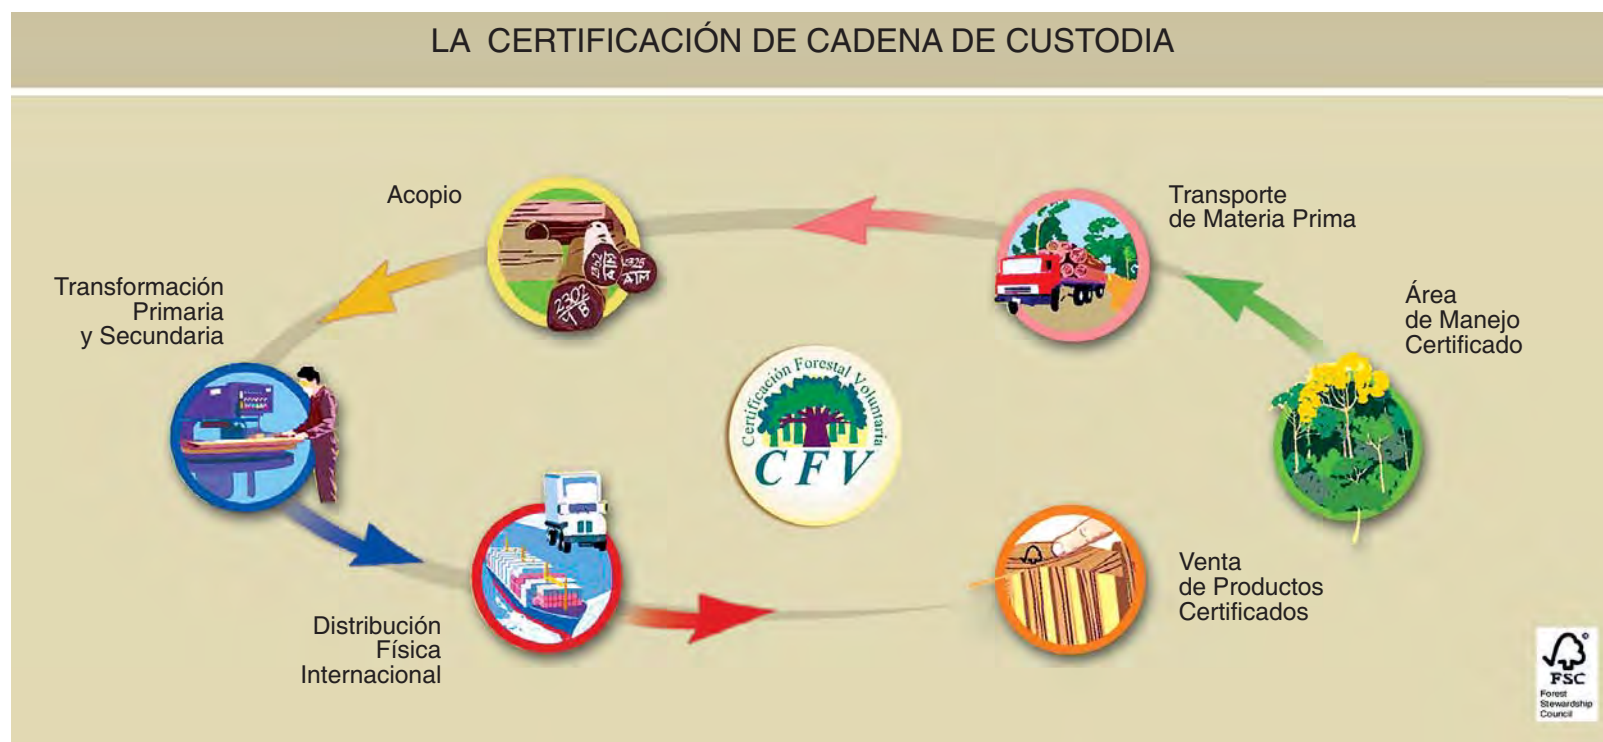 LA CERTIFICACIÓN DE CADENA DE CUSTODIA
Acopio
Transporte
de Materia Prima
Transformación
Primaria
y Secundaria
Área
de Manejo
Certificado
Certificación Forestal Voluntaria
CFV
2302
Venta
de Productos
Certificados
Distribución
Física
Internacional
FSC
Forest
Stewardship
Council